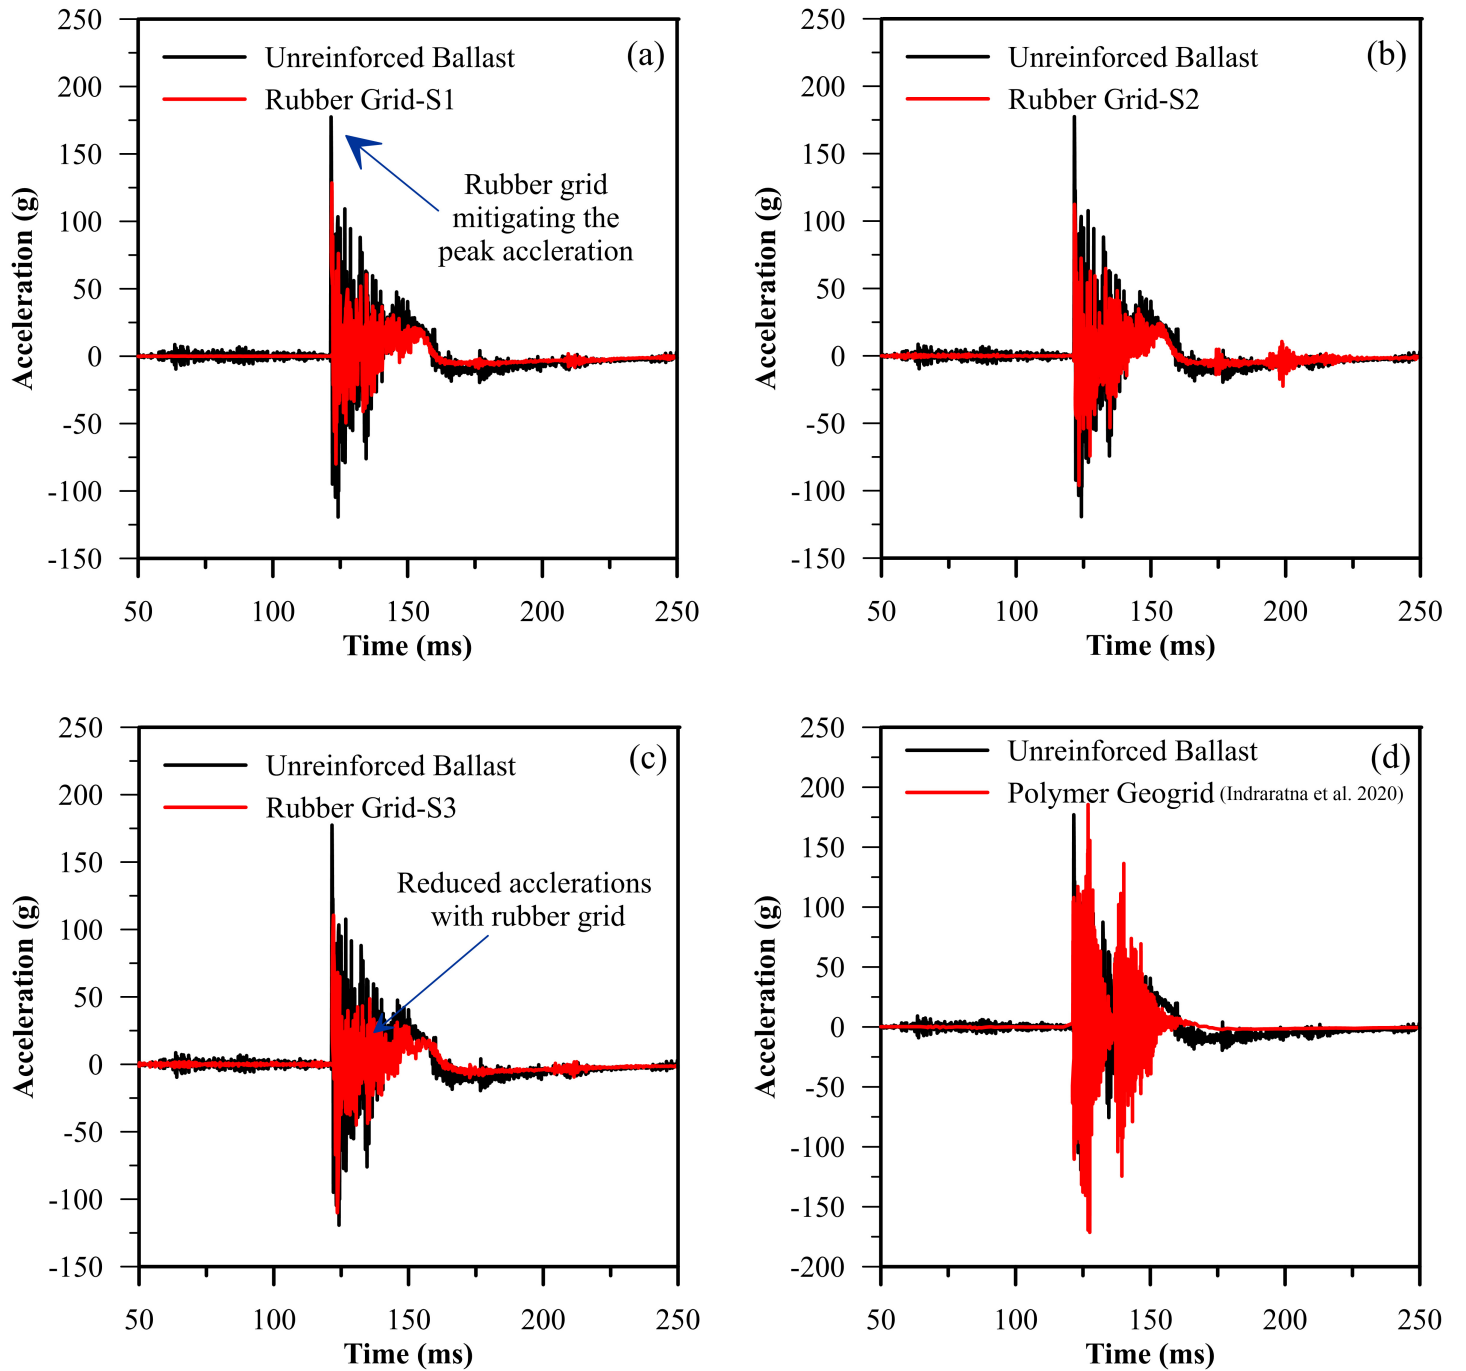 250
200
150
100
50
0
-50
-100
-150
Acceleration (g)
Unreinforced Ballast
Rubber Grid-S1
(a)
Rubber grid
mitigating the
peak accleration
50 100 150 200 250
Time (ms)
250
200
150
100
50
0
-50
-100
-150
Acceleration (g)
Unreinforced Ballast
Rubber Grid-S2
(b)
50 100 150 200 250
Time (ms)
250
200
150
100
50
0
-50
-100
-150
Acceleration (g)
Unreinforced Ballast
Rubber Grid-S3
(c)
Reduced acclerations
with rubber grid
50 100 150 200 250
Time (ms)
250
200
150
100
50
0
-50
-100
-150
-200
Acceleration (g)
Unreinforced Ballast
Polymer Geogrid (Indraratna et al. 2020)
(d)
50 100 150 200 250
Time (ms)